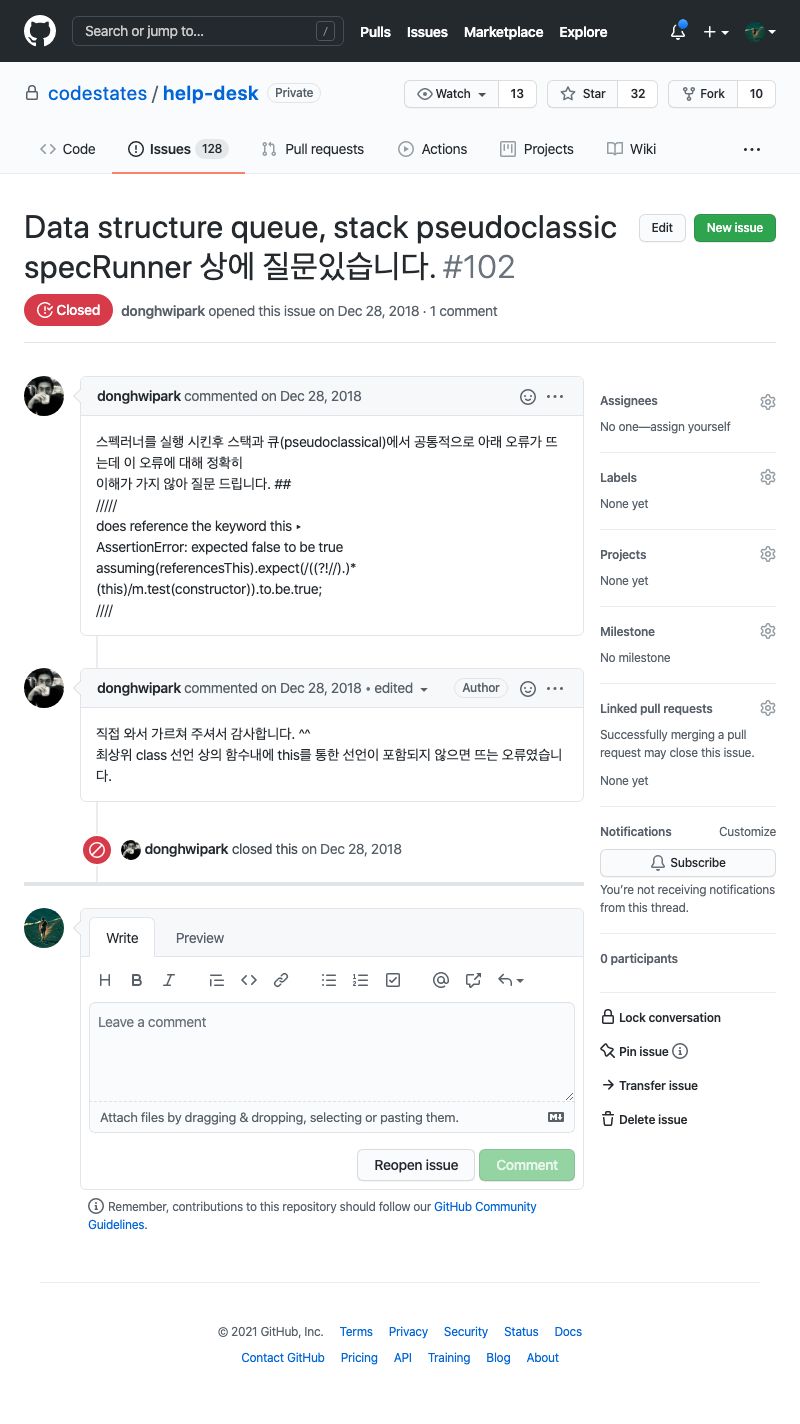 Search or jump to... /
Pulls Issues Marketplace Explore
codestates / help-desk Private
Watch 13 Star 32 Fork 10
Code Issues 128 Pull requests Actions Projects Wiki ...
Data structure queue, stack pseudoclassic
specRunner 상에 질문있습니다. #102
Edit New issue
Closed donghwipark opened this issue on Dec 28, 2018 · 1 comment
donghwipark commented on Dec 28, 2018
스펙러너를 실행 시킨후 스택과 큐(pseudoclassical)에서 공통적으로 아래 오류가 뜨
는데 이 오류에 대해 정확히
이해가 가지 않아 질문 드립니다. ##
/////
does reference the keyword this ‣
AssertionError: expected false to be true
assuming(referencesThis).expect(/((?!//).)*
(this)/m.test(constructor)).to.be.true;
////
donghwipark commented on Dec 28, 2018 • edited Author
직접 와서 가르쳐 주셔서 감사합니다. ^^
최상위 class 선언 상의 함수내에 this를 통한 선언이 포함되지 않으면 뜨는 오류였습니
다.
donghwipark closed this on Dec 28, 2018
Write Preview
Leave a comment
Attach files by dragging & dropping, selecting or pasting them.
Reopen issue Comment
Remember, contributions to this repository should follow our GitHub Community
Guidelines.
Assignees
No one—assign yourself
Labels
None yet
Projects
None yet
Milestone
No milestone
Linked pull requests
Successfully merging a pull
request may close this issue.
None yet
Notifications Customize
Subscribe
You're not receiving notifications
from this thread.
0 participants
Lock conversation
Pin issue
Transfer issue
Delete issue
© 2021 GitHub, Inc. Terms Privacy Security Status Docs
Contact GitHub Pricing API Training Blog About